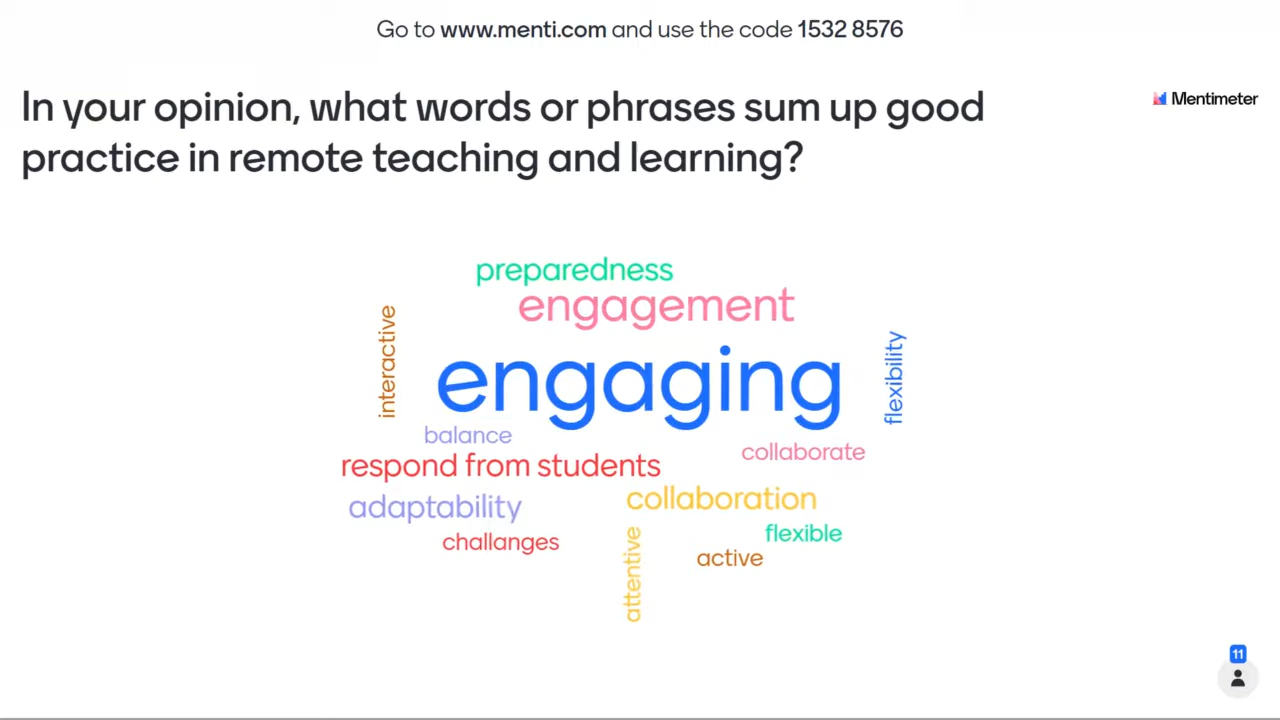 Go to www.menti.com and use the code 1532 8576
In your opinion, what words or phrases sum up good
practice in remote teaching and learning?
Mentimeter
preparedness
engagement
interactive
engaging
flexibility
balance
collaborate
respond from students
adaptability
collaboration
challanges
flexible
attentive
active
11